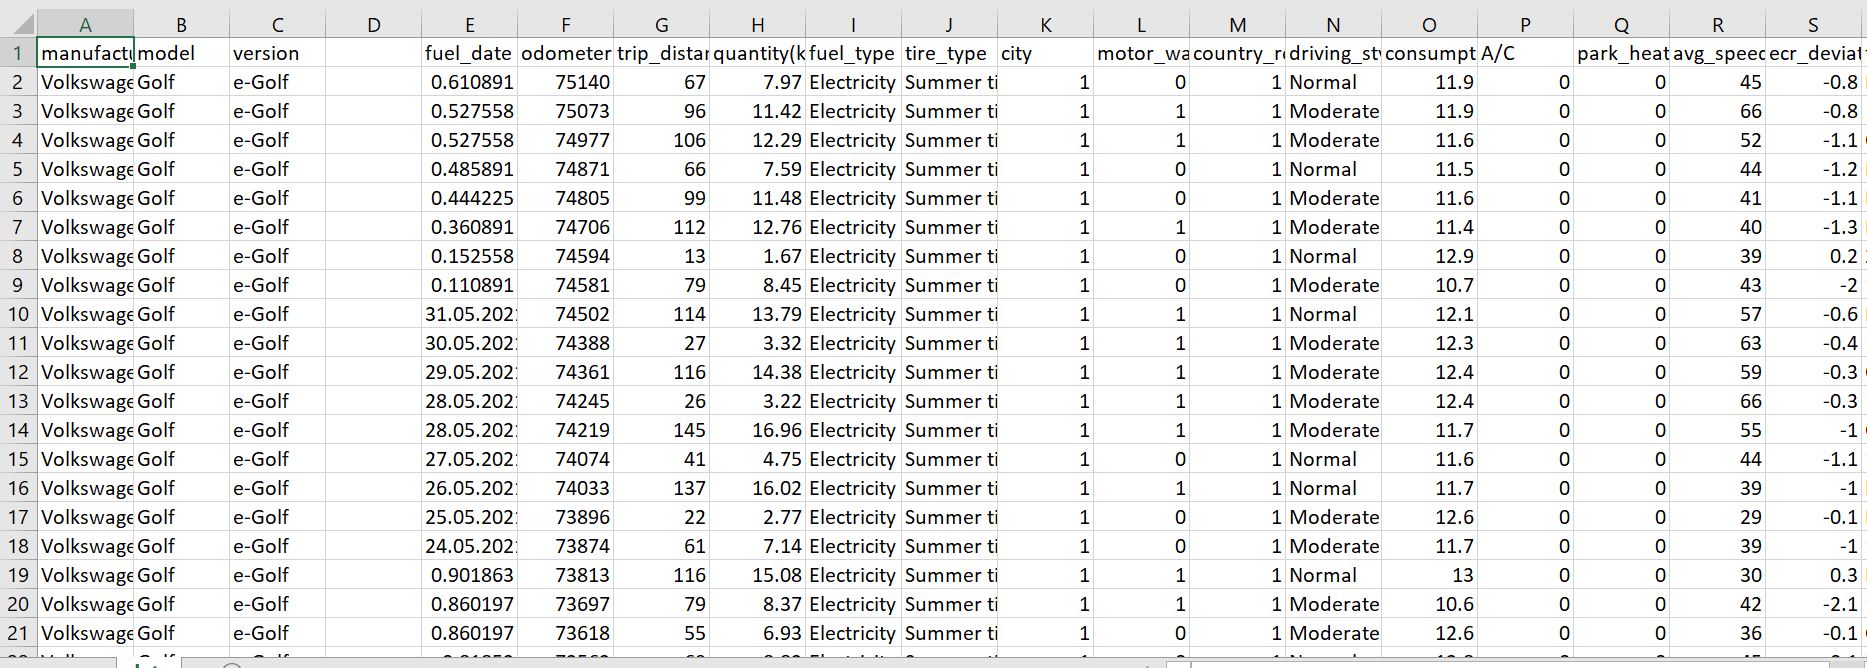 A B C D E F G H I J K L M N O P Q R S
1 manufactu model version fuel_date odometer trip_distar quantity(k fuel_type tire_type city motor_wa country_r driving_sty consumpt A/C park_heat avg_speed ecr_deviat
2 Volkswage Golf e-Golf 0.610891 75140 67 7.97 Electricity Summer ti 1 0 1 Normal 11.9 0 0 45 -0.8
3 Volkswage Golf e-Golf 0.527558 75073 96 11.42 Electricity Summer ti 1 1 1 Moderate 11.9 0 0 66 -0.8
4 Volkswage Golf e-Golf 0.527558 74977 106 12.29 Electricity Summer ti 1 1 1 Moderate 11.6 0 0 52 -1.1
5 Volkswage Golf e-Golf 0.485891 74871 66 7.59 Electricity Summer ti 1 0 1 Normal 11.5 0 0 44 -1.2
6 Volkswage Golf e-Golf 0.444225 74805 99 11.48 Electricity Summer ti 1 0 1 Moderate 11.6 0 0 41 -1.1
7 Volkswage Golf e-Golf 0.360891 74706 112 12.76 Electricity Summer ti 1 1 1 Moderate 11.4 0 0 40 -1.3
8 Volkswage Golf e-Golf 0.152558 74594 13 1.67 Electricity Summer ti 1 0 1 Normal 12.9 0 0 39 0.2
9 Volkswage Golf e-Golf 0.110891 74581 79 8.45 Electricity Summer ti 1 0 1 Moderate 10.7 0 0 43 -2
10 Volkswage Golf e-Golf 31.05.202 74502 114 13.79 Electricity Summer ti 1 1 1 Normal 12.1 0 0 57 -0.6
11 Volkswage Golf e-Golf 30.05.202 74388 27 3.32 Electricity Summer ti 1 1 1 Moderate 12.3 0 0 63 -0.4
12 Volkswage Golf e-Golf 29.05.202 74361 116 14.38 Electricity Summer ti 1 1 1 Moderate 12.4 0 0 59 -0.3
13 Volkswage Golf e-Golf 28.05.202 74245 26 3.22 Electricity Summer ti 1 1 1 Moderate 12.4 0 0 66 -0.3
14 Volkswage Golf e-Golf 28.05.202 74219 145 16.96 Electricity Summer ti 1 1 1 Moderate 11.7 0 0 55 -1
15 Volkswage Golf e-Golf 27.05.202 74074 41 4.75 Electricity Summer ti 1 0 1 Normal 11.6 0 0 44 -1.1
16 Volkswage Golf e-Golf 26.05.202 74033 137 16.02 Electricity Summer ti 1 1 1 Normal 11.7 0 0 39 -1
17 Volkswage Golf e-Golf 25.05.202 73896 22 2.77 Electricity Summer ti 1 0 1 Moderate 12.6 0 0 29 -0.1
18 Volkswage Golf e-Golf 24.05.202 73874 61 7.14 Electricity Summer ti 1 0 1 Moderate 11.7 0 0 39 -1
19 Volkswage Golf e-Golf 0.901863 73813 116 15.08 Electricity Summer ti 1 1 1 Normal 13 0 0 30 0.3
20 Volkswage Golf e-Golf 0.860197 73697 79 8.37 Electricity Summer ti 1 1 1 Moderate 10.6 0 0 42 -2.1
21 Volkswage Golf e-Golf 0.860197 73618 55 6.93 Electricity Summer ti 1 0 1 Moderate 12.6 0 0 36 -0.1